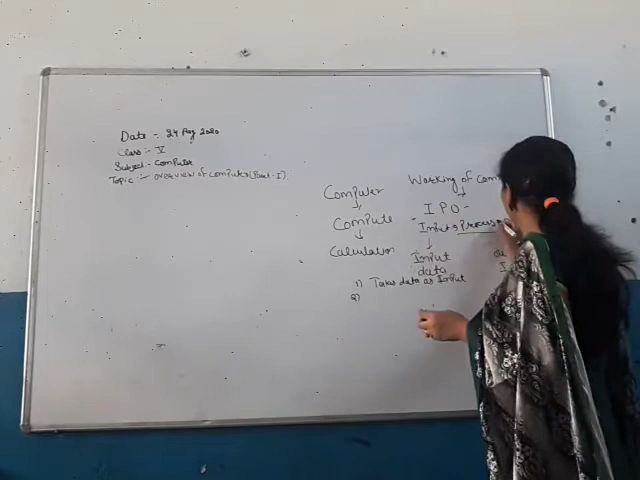 Date - 24 Aug 2020
Class :- V
Subject - Computer
Topic :- overview of computer (Part-I)
Computer
↓
Compute
↓
Calculation
Working of Com
↓
- I P O -
Input → Process
↓
Input
data
1) Takes data as Input
2)